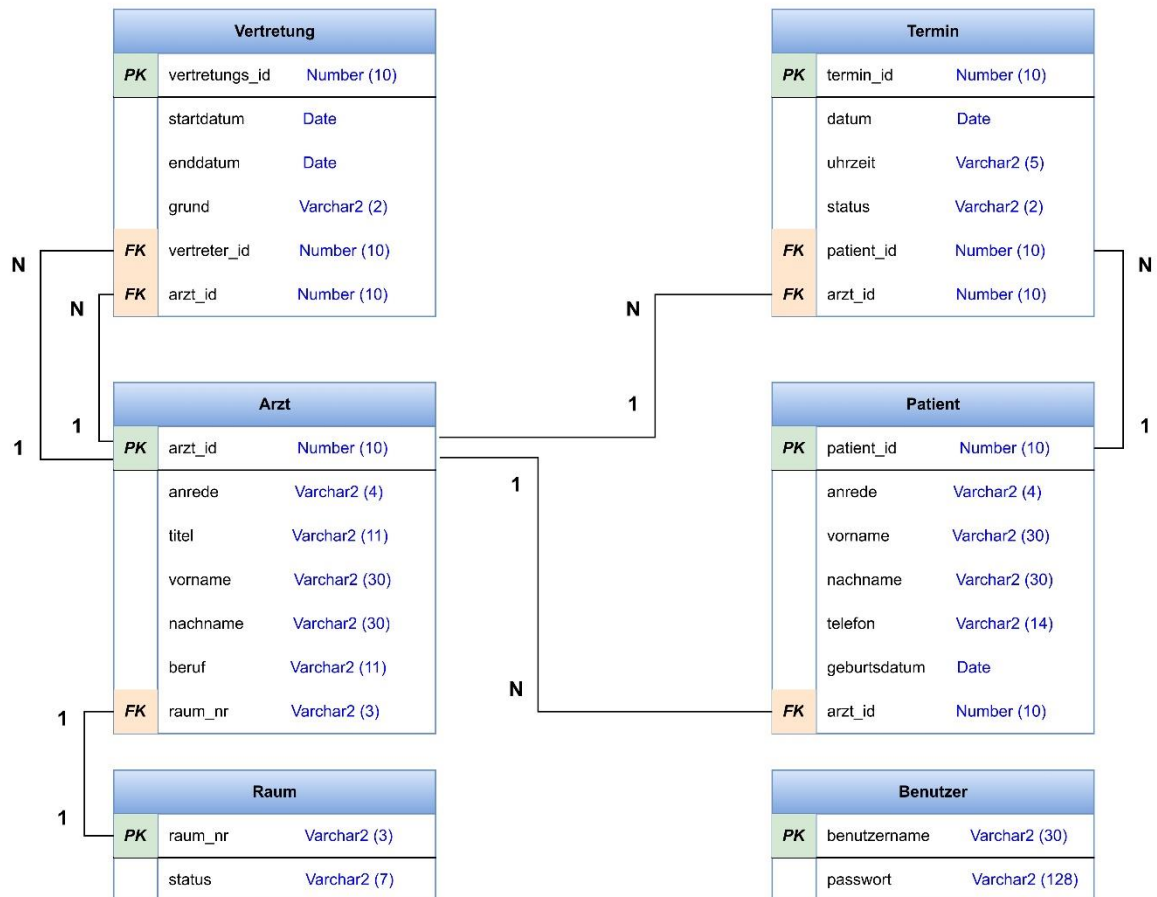 Vertretung
PK vertretungs_id Number (10)
startdatum Date
enddatum Date
grund Varchar2 (2)
FK vertreter_id Number (10)
FK arzt_id Number (10)
N
N
1
1
Termin
PK termin_id Number (10)
datum Date
uhrzeit Varchar2 (5)
status Varchar2 (2)
FK patient_id Number (10)
FK arzt_id Number (10)
N
1
N
1
Arzt
PK arzt_id Number (10)
anrede Varchar2 (4)
titel Varchar2 (11)
vorname Varchar2 (30)
nachname Varchar2 (30)
beruf Varchar2 (11)
FK raum_nr Varchar2 (3)
1
N
1
1
Patient
PK patient_id Number (10)
anrede Varchar2 (4)
vorname Varchar2 (30)
nachname Varchar2 (30)
telefon Varchar2 (14)
geburtsdatum Date
FK arzt_id Number (10)
Raum
PK raum_nr Varchar2 (3)
status Varchar2 (7)
Benutzer
PK benutzername Varchar2 (30)
passwort Varchar2 (128)